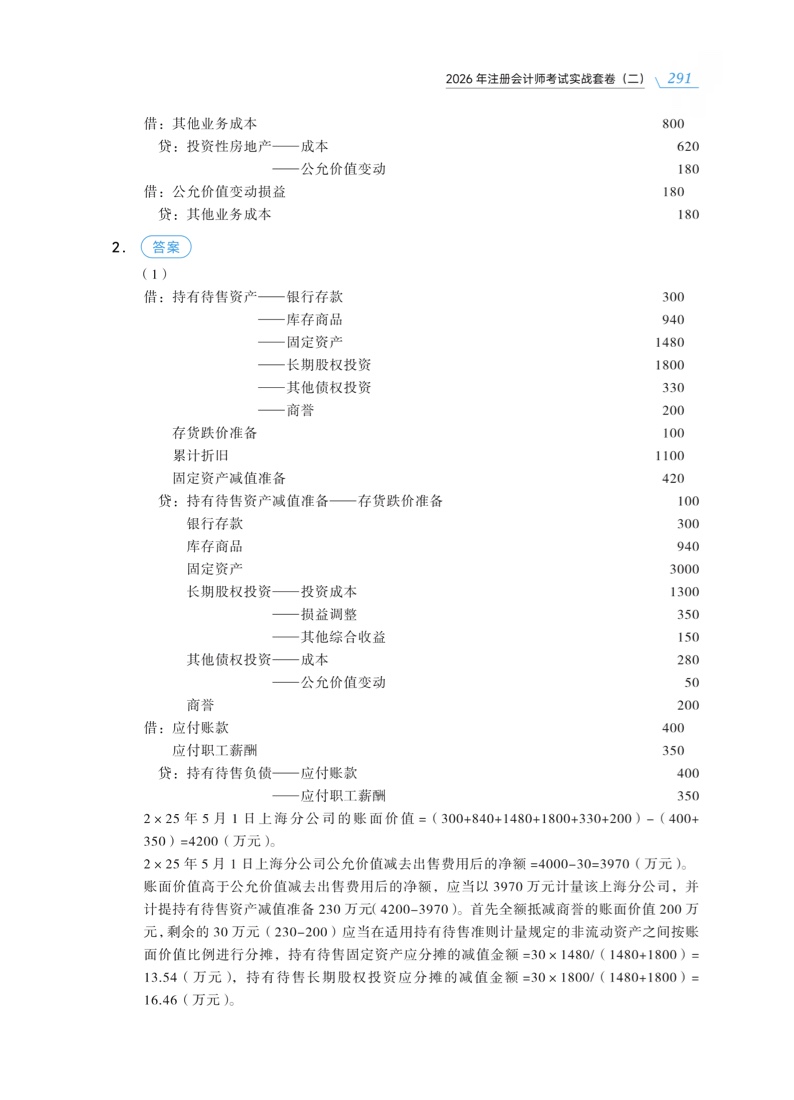 2026 年注册会计师考试实战套卷（二） 291
借：其他业务成本 800
贷：投资性房地产——成本 620
——公允价值变动 180
借：公允价值变动损益 180
贷：其他业务成本 180
2. 答案
（1）
借：持有待售资产——银行存款 300
——库存商品 940
——固定资产 1480
——长期股权投资 1800
——其他债权投资 330
——商誉 200
存货跌价准备 100
累计折旧 1100
固定资产减值准备 420
贷：持有待售资产减值准备——存货跌价准备 100
银行存款 300
库存商品 940
固定资产 3000
长期股权投资——投资成本 1300
——损益调整 350
——其他综合收益 150
其他债权投资——成本 280
——公允价值变动 50
商誉 200
借：应付账款 400
应付职工薪酬 350
贷：持有待售负债——应付账款 400
——应付职工薪酬 350
2×25 年 5 月 1 日上海分公司的账面价值 =（300+840+1480+1800+330+200）-（400+
350）=4200（万元）。
2×25 年 5 月 1 日上海分公司公允价值减去出售费用后的净额 =4000-30=3970（万元）。
账面价值高于公允价值减去出售费用后的净额，应当以 3970 万元计量该上海分公司，并
计提持有待售资产减值准备 230 万元（4200-3970）。首先全额抵减商誉的账面价值 200 万
元，剩余的 30 万元（230-200）应当在适用持有待售准则计量规定的非流动资产之间按账
面价值比例进行分摊，持有待售固定资产应分摊的减值金额 =30×1480/（1480+1800）=
13.54（万元），持有待售长期股权投资应分摊的减值金额 =30×1800/（1480+1800）=
16.46（万元）。